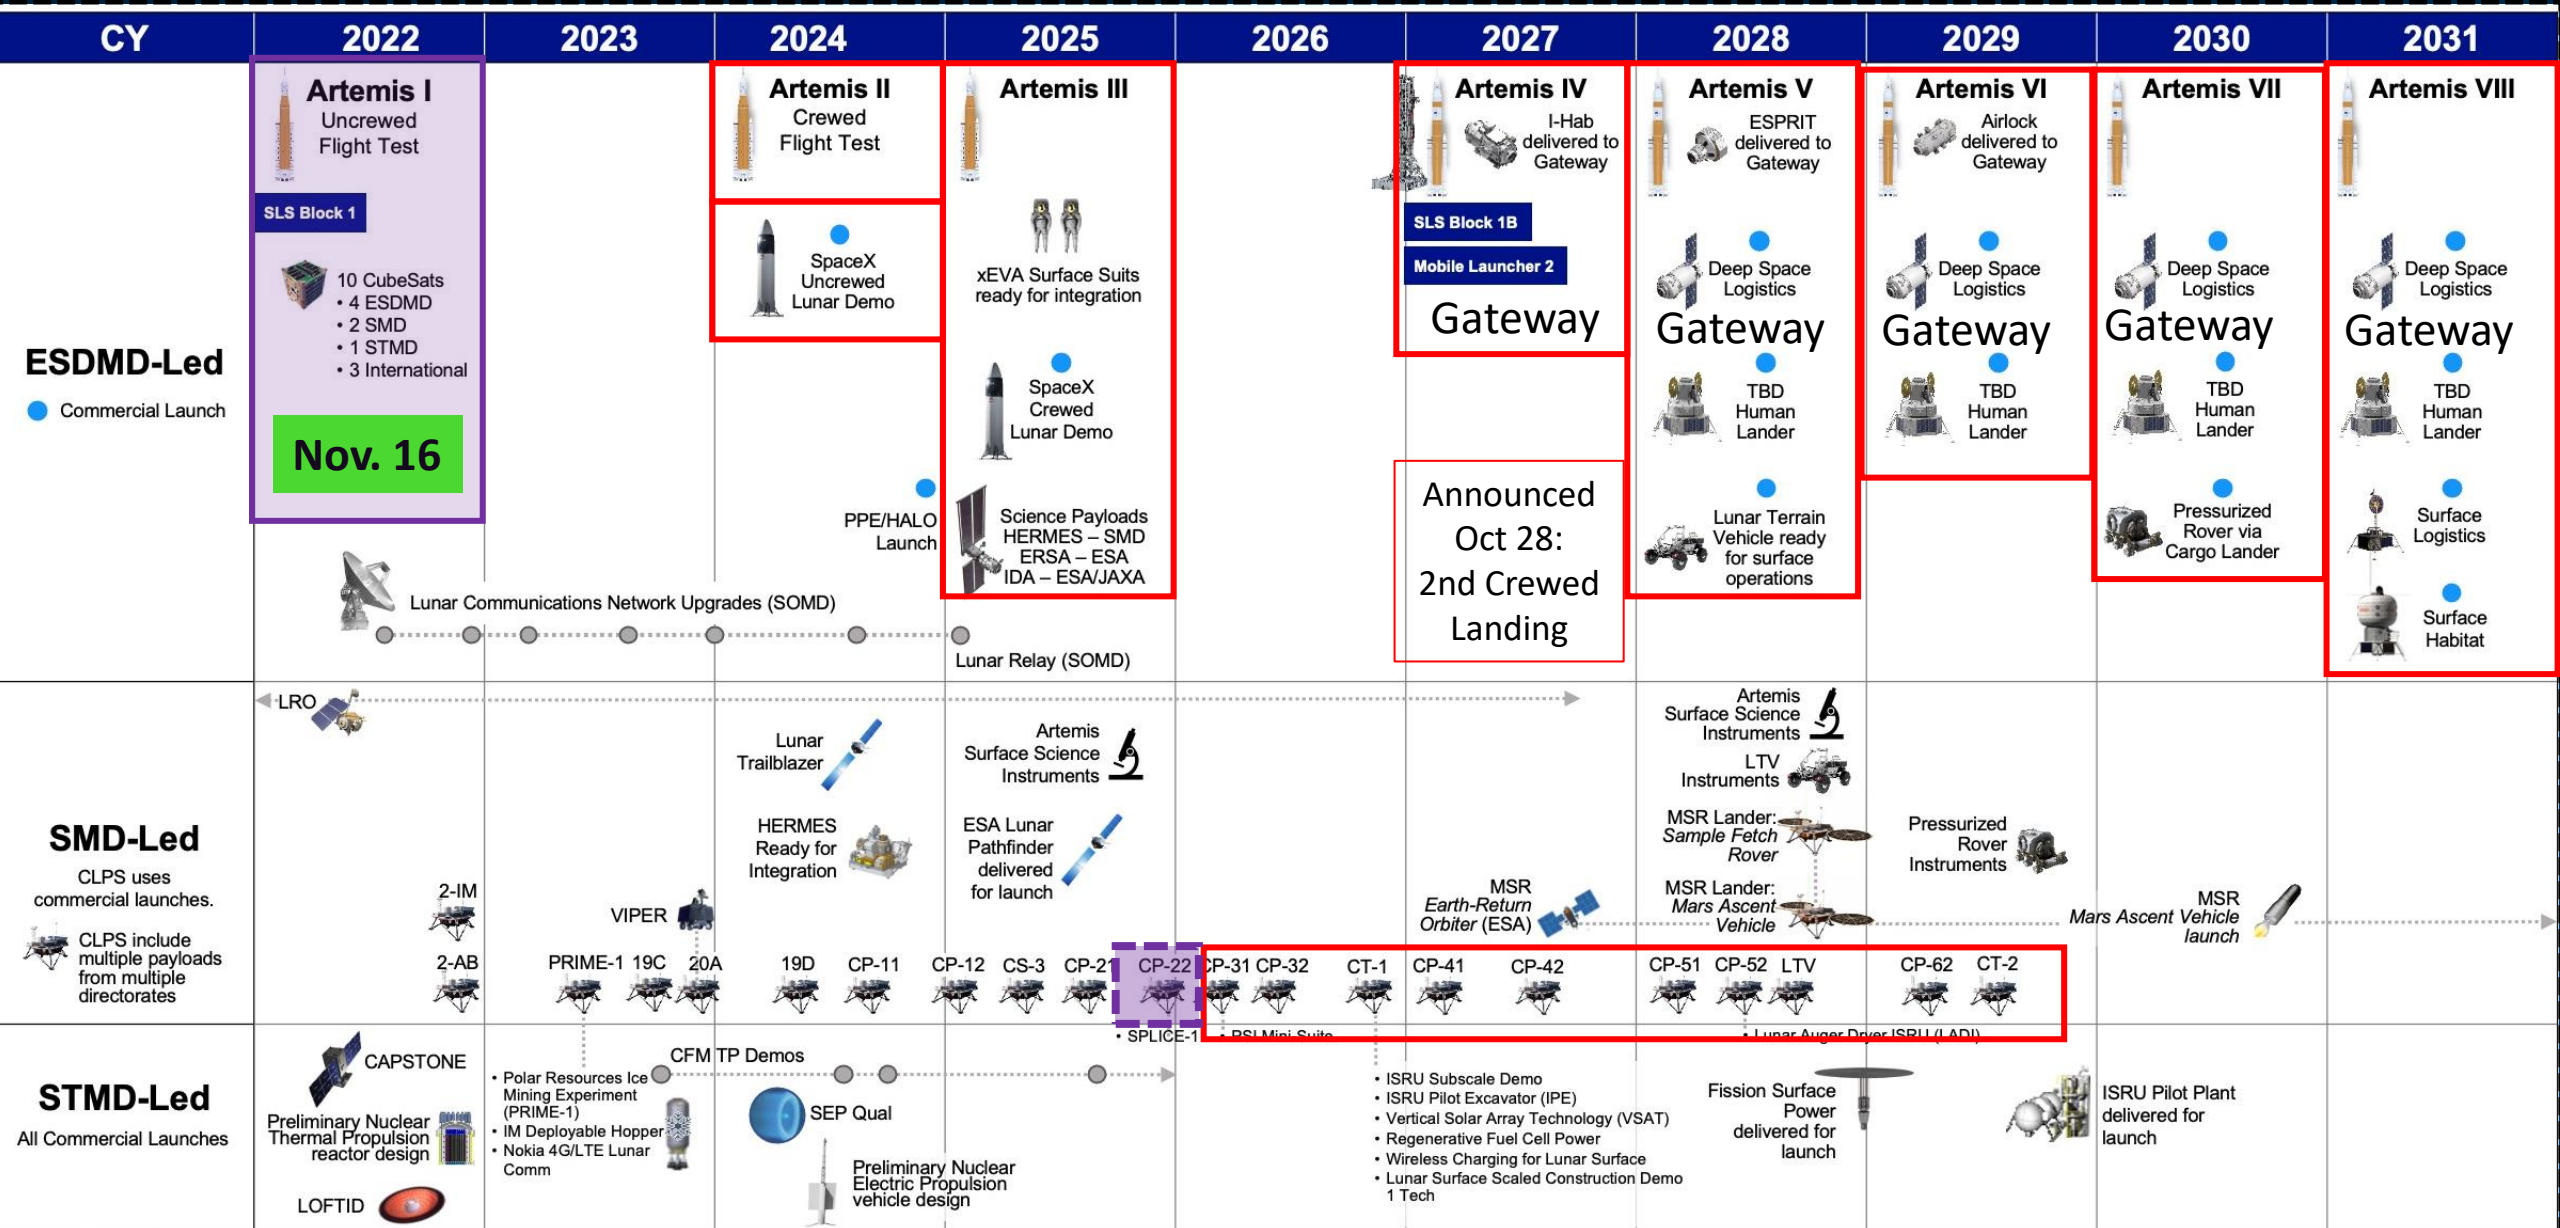 CY
2022
2023
2024
2025
2026
2027
2028
2029
2030
2031
ESDMD-Led
Commercial Launch
Artemis I
Uncrewed
Flight Test
SLS Block 1
10 CubeSats
• 4 ESDMD
• 2 SMD
• 1 STMD
• 3 International
Nov. 16
Artemis II
Crewed
Flight Test
SpaceX
Uncrewed
Lunar Demo
PPE/HALO
Launch
Artemis III
xEVA Surface Suits
ready for integration
SpaceX
Crewed
Lunar Demo
Science Payloads
HERMES – SMD
ERSA – ESA
IDA – ESA/JAXA
Lunar Communications Network Upgrades (SOMD)
Lunar Relay (SOMD)
Artemis IV
I-Hab
delivered to
Gateway
SLS Block 1B
Mobile Launcher 2
Gateway
Announced
Oct 28:
2nd Crewed
Landing
Artemis V
ESPRIT
delivered to
Gateway
Deep Space
Logistics
Gateway
TBD
Human
Lander
Lunar Terrain
Vehicle ready
for surface
operations
Artemis VI
Airlock
delivered to
Gateway
Deep Space
Logistics
Gateway
TBD
Human
Lander
Artemis VII
Deep Space
Logistics
Gateway
TBD
Human
Lander
Pressurized
Rover via
Cargo Lander
Artemis VIII
Deep Space
Logistics
Gateway
TBD
Human
Lander
Surface
Logistics
Surface
Habitat
SMD-Led
CLPS uses
commercial launches.
CLPS include
multiple payloads
from multiple
directorates
LRO
Lunar
Trailblazer
HERMES
Ready for
Integration
Artemis
Surface Science
Instruments
ESA Lunar
Pathfinder
delivered
for launch
MSR
Earth-Return
Orbiter (ESA)
Artemis
Surface Science
Instruments
LTV
Instruments
MSR Lander:
Sample Fetch
Rover
MSR Lander:
Mars Ascent
Vehicle
Pressurized
Rover
Instruments
MSR
Mars Ascent Vehicle
launch
2-IM
VIPER
2-AB
PRIME-1
19C
20A
19D
CP-11
CP-12
CS-3
CP-21
CP-22
CP-31
CP-32
CT-1
CP-41
CP-42
CP-51
CP-52
LTV
CP-62
CT-2
• SPLICE-1
• PSI Mini Suite
• Lunar Auger Dryer ISRU (LADI)
STMD-Led
All Commercial Launches
CAPSTONE
Preliminary Nuclear
Thermal Propulsion
reactor design
LOFTID
• Polar Resources Ice
Mining Experiment
(PRIME-1)
• IM Deployable Hopper
• Nokia 4G/LTE Lunar
Comm
CFM TP Demos
SEP Qual
Preliminary Nuclear
Electric Propulsion
vehicle design
• ISRU Subscale Demo
• ISRU Pilot Excavator (IPE)
• Vertical Solar Array Technology (VSAT)
• Regenerative Fuel Cell Power
• Wireless Charging for Lunar Surface
• Lunar Surface Scaled Construction Demo
1 Tech
Fission Surface
Power
delivered for
launch
ISRU Pilot Plant
delivered for
launch